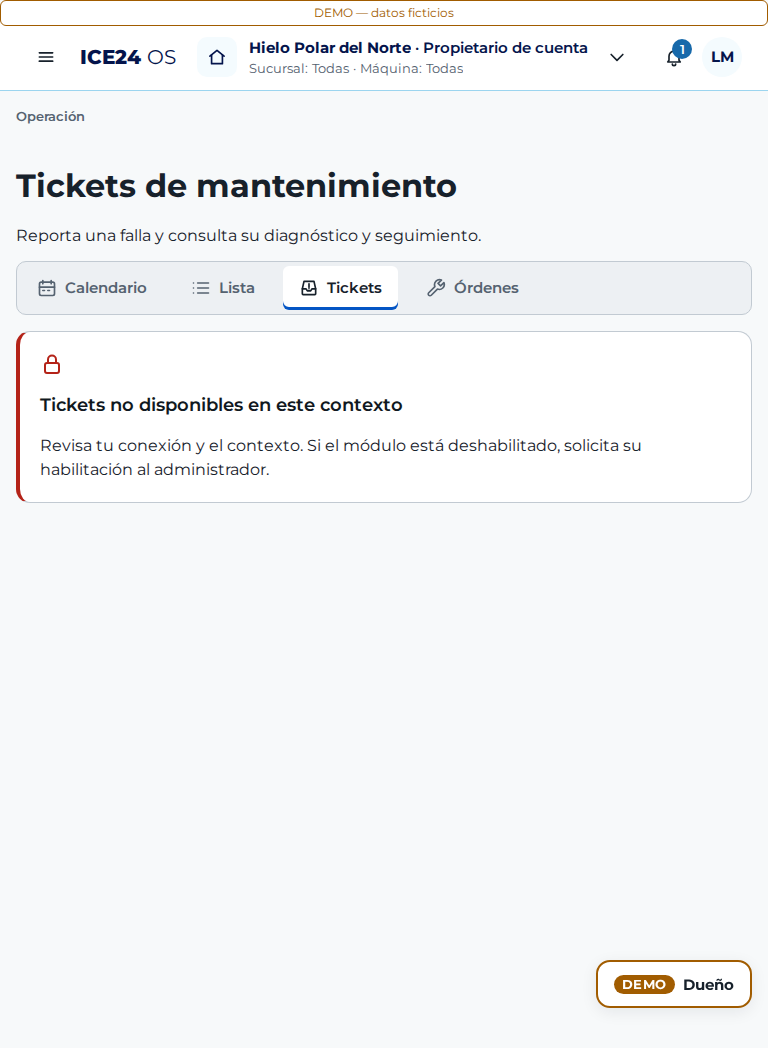 DEMO — datos ficticios
ICE24 OS
Hielo Polar del Norte · Propietario de cuenta
Sucursal: Todas · Máquina: Todas
1
LM
Operación
Tickets de mantenimiento
Reporta una falla y consulta su diagnóstico y seguimiento.
Calendario
Lista
Tickets
Órdenes
Tickets no disponibles en este contexto
Revisa tu conexión y el contexto. Si el módulo está deshabilitado, solicita su
habilitación al administrador.
DEMO Dueño